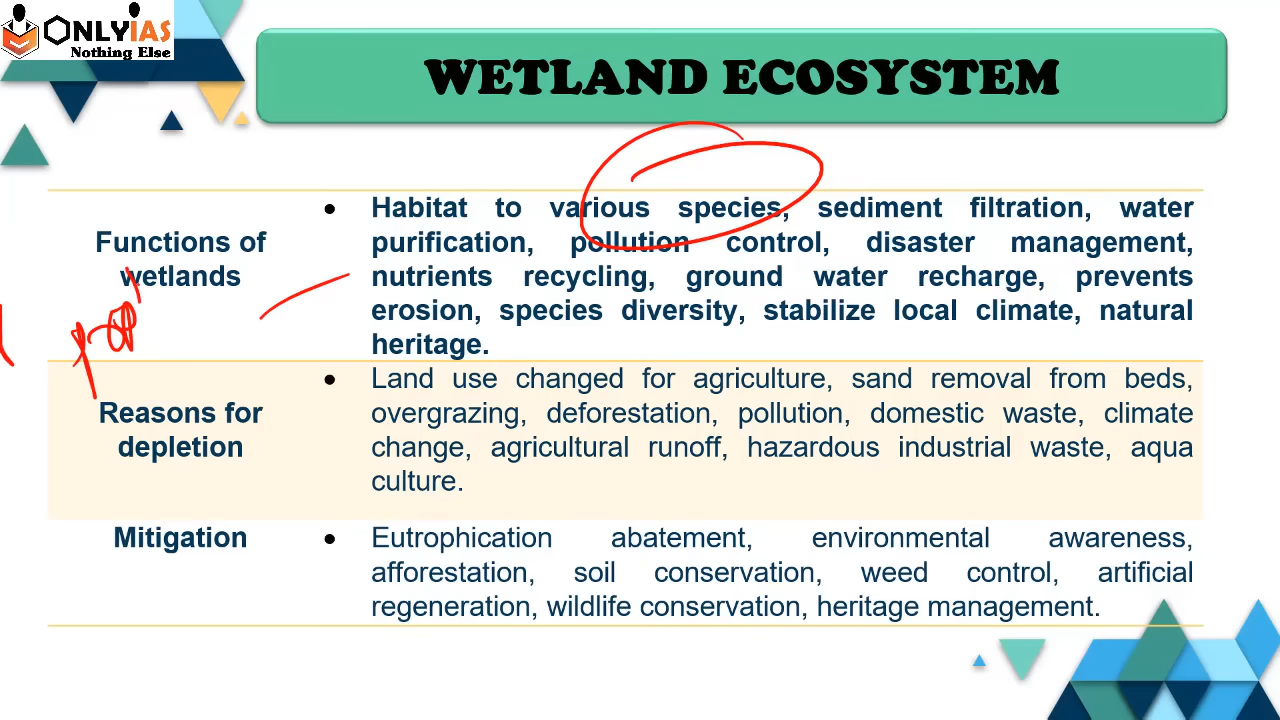 ONLYIAS
Nothing Else
WETLAND ECOSYSTEM
Functions of
wetlands
• Habitat to various species, sediment filtration, water
purification, pollution control, disaster management,
nutrients recycling, ground water recharge, prevents
erosion, species diversity, stabilize local climate, natural
heritage.
Reasons for
depletion
• Land use changed for agriculture, sand removal from beds,
overgrazing, deforestation, pollution, domestic waste, climate
change, agricultural runoff, hazardous industrial waste, aqua
culture.
Mitigation
• Eutrophication abatement, environmental awareness,
afforestation, soil conservation, weed control, artificial
regeneration, wildlife conservation, heritage management.